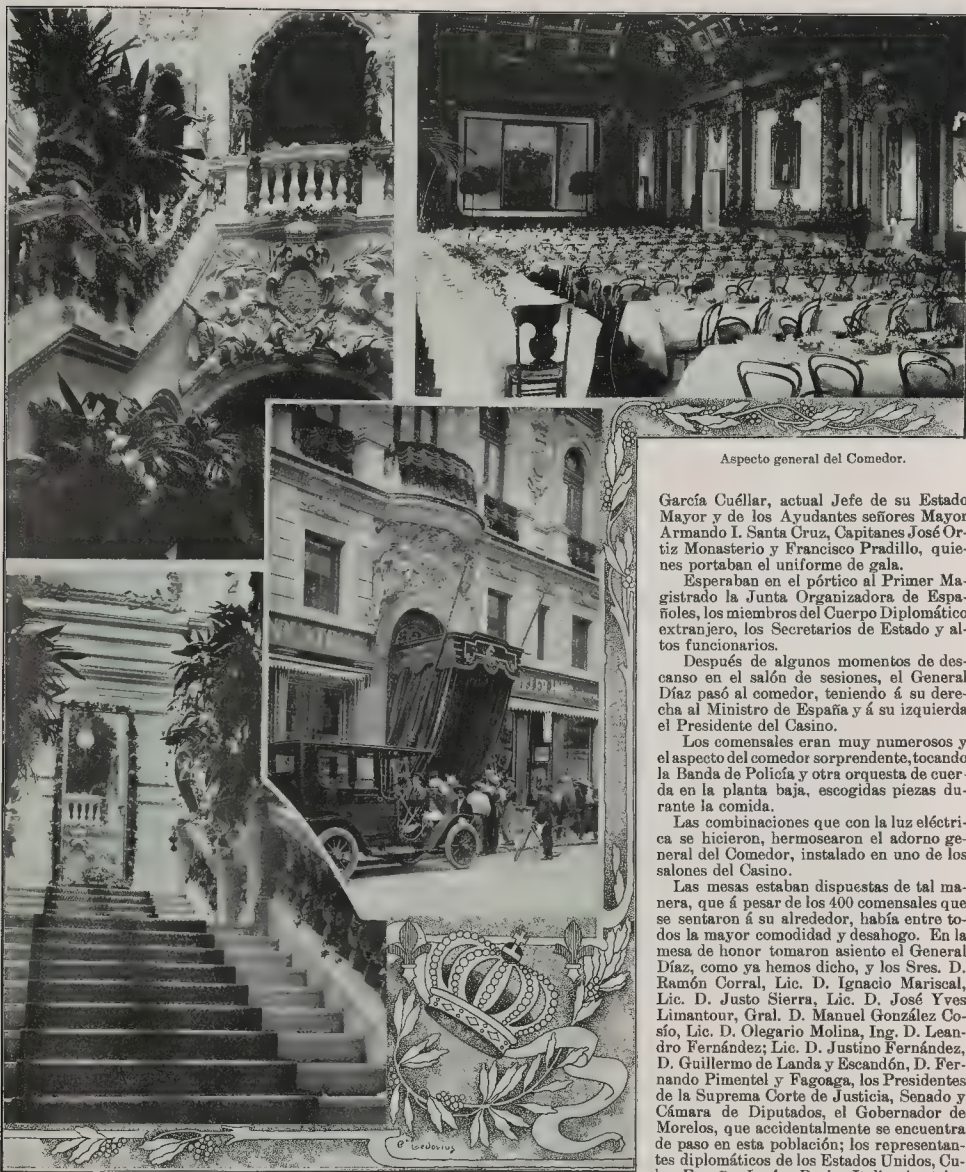 Aspecto general del Comedor.
García Cuéllar, actual Jefe de su Estado
Mayor y de los Ayudantes señores Mayor
Armando I. Santa Cruz, Capitanes José Or-
tiz Monasterio y Francisco Pradillo, quie-
nes portaban el uniforme de gala.
Esperaban en el pórtico al Primer Ma-
gistrado la Junta Organizadora de Espa-
ñoles, los miembros del Cuerpo Diplomático
extranjero, los Secretarios de Estado y al-
tos funcionarios.
Después de algunos momentos de des-
canso en el salón de sesiones, el General
Díaz pasó al comedor, teniendo á su dere-
cha al Ministro de España y á su izquierda
el Presidente del Casino.
Los comensales eran muy numerosos y
el aspecto del comedor sorprendente, tocando
la Banda de Policía y otra orquesta de cuer-
da en la planta baja, escogidas piezas du-
rante la comida.
Las combinaciones que con la luz eléctri-
ca se hicieron, hermosearon el adorno ge-
neral del Comedor, instalado en uno de los
salones del Casino.
Las mesas estaban dispuestas de tal ma-
nera, que á pesar de los 400 comensales que
se sentaron á su alrededor, había entre to-
dos la mayor comodidad y desahogo. En la
mesa de honor tomaron asiento el General
Díaz, como ya hemos dicho, y los Sres. D.
Ramón Corral, Lic. D. Ignacio Mariscal,
Lic. D. Justo Sierra, Lic. D. José Yves
Limantour, Gral. D. Manuel González Co-
sío, Lic. D. Olegario Molina, Ing. D. Lean-
dro Fernández; Lic. D. Justino Fernández,
D. Guillermo de Landa y Escandón, D. Fer-
nando Pimentel y Fagoaga, los Presidentes
de la Suprema Corte de Justicia, Senado y
Cámara de Diputados, el Gobernador de
Morelos, que accidentalmente se encuentra
de paso en esta población; los representan-
tes diplomáticos de los Estados Unidos, Cu-